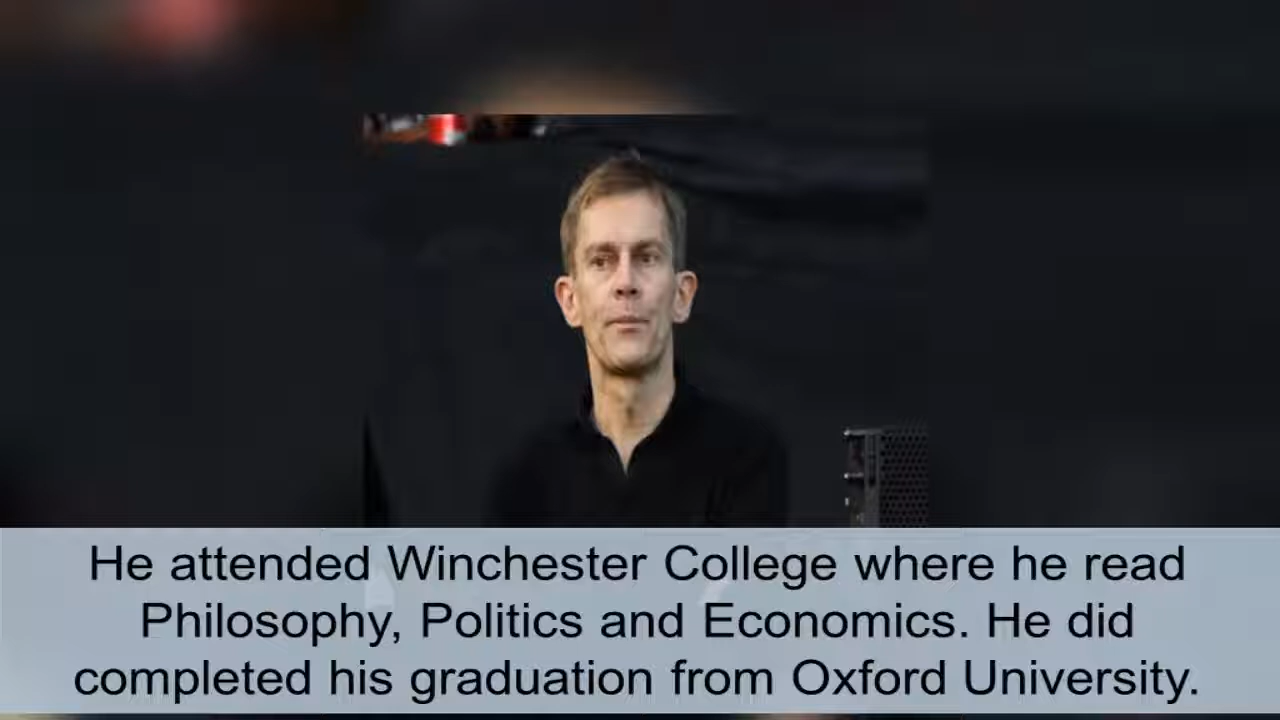 He attended Winchester College where he read
Philosophy, Politics and Economics. He did
completed his graduation from Oxford University.